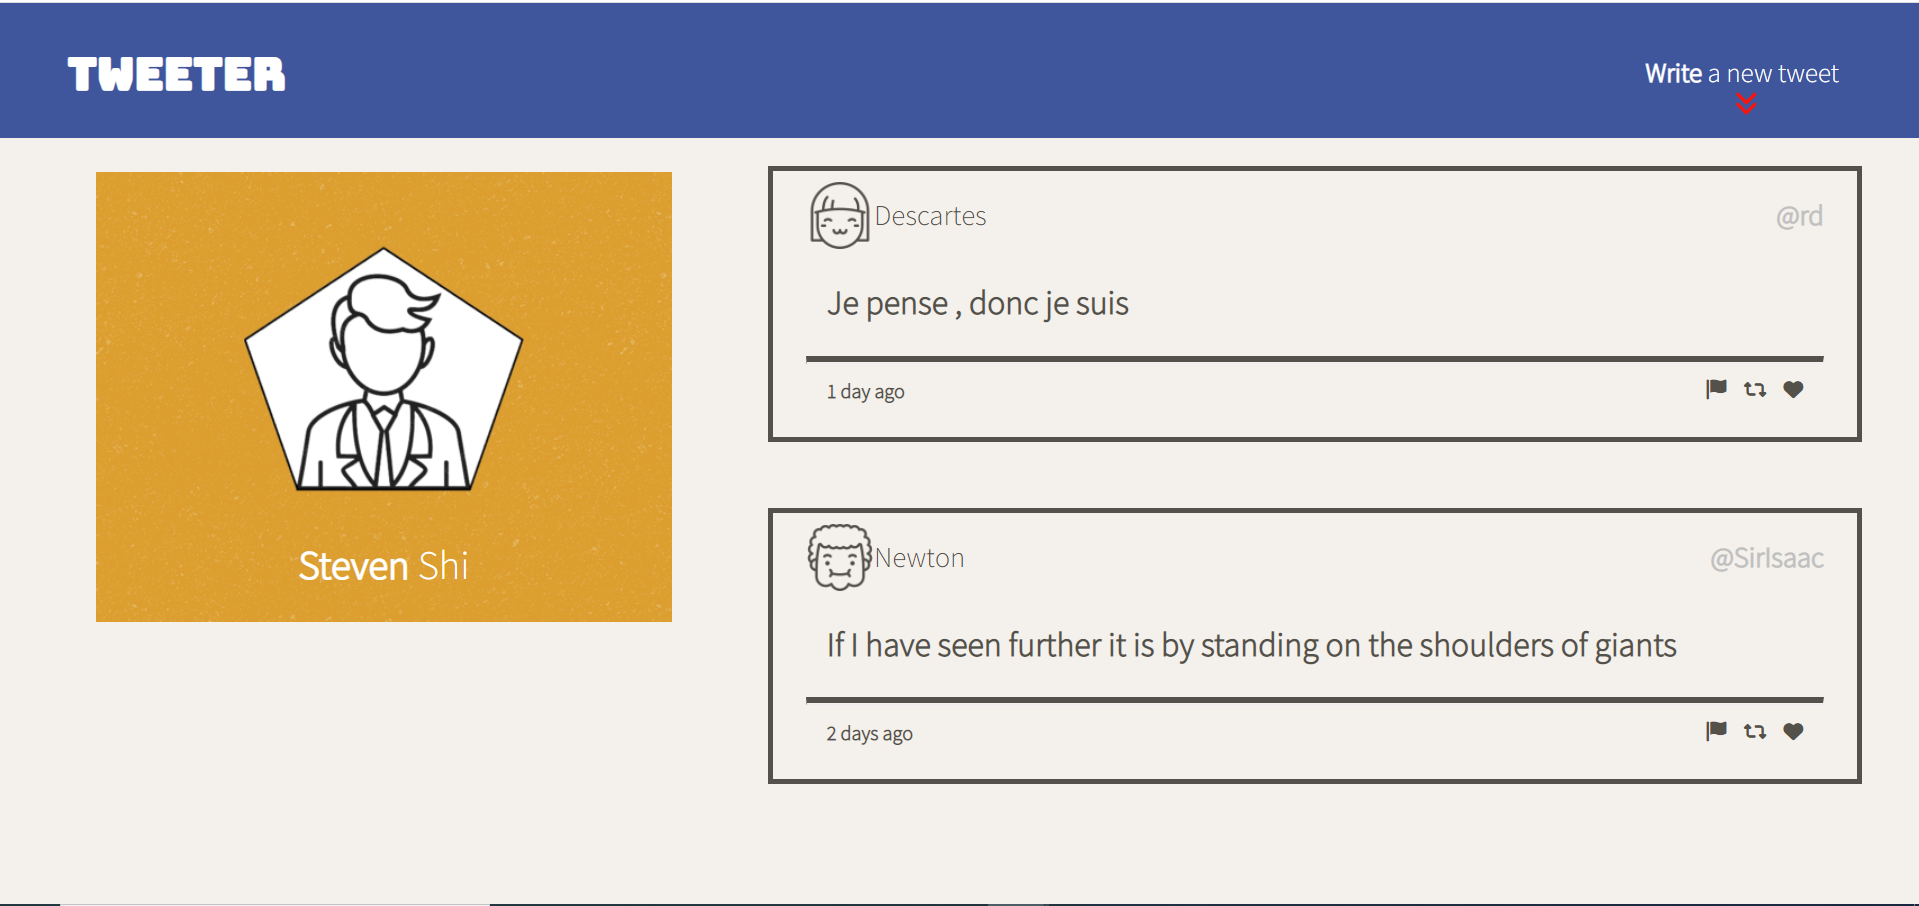 TWEETER
Write a new tweet
Steven Shi
Descartes
@rd
Je pense , donc je suis
1 day ago
Newton
@SirIsaac
If I have seen further it is by standing on the shoulders of giants
2 days ago